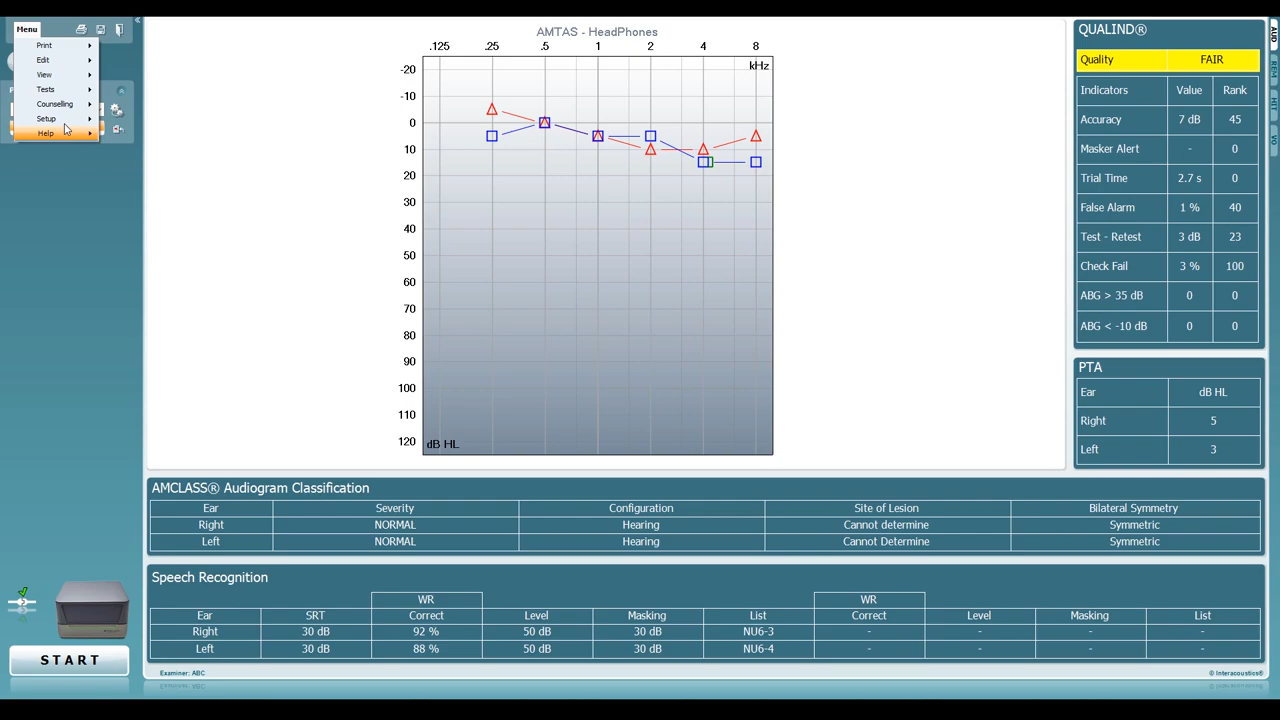 Menu
Print
Edit
View
Tests
Counselling
Setup
Help
START
AMTAS - HeadPhones
.125 .25 .5 1 2 4 8
kHz
-20
-10
0
10
20
30
40
50
60
70
80
90
100
110
120
dB HL
QUALIND®
Quality FAIR
Indicators Value Rank
Accuracy 7 dB 45
Masker Alert - 0
Trial Time 2.7 s 0
False Alarm 1 % 40
Test - Retest 3 dB 23
Check Fail 3 % 100
ABG > 35 dB 0 0
ABG < -10 dB 0 0
PTA
Ear dB HL
Right 5
Left 3
AUD
REM
HIT
VO
AMCLASS® Audiogram Classification
Ear Severity Configuration Site of Lesion Bilateral Symmetry
Right NORMAL Hearing Cannot determine Symmetric
Left NORMAL Hearing Cannot Determine Symmetric
Speech Recognition
WR WR
Ear SRT Correct Level Masking List Correct Level Masking List
Right 30 dB 92 % 50 dB 30 dB NU6-3 - - - -
Left 30 dB 88 % 50 dB 30 dB NU6-4 - - - -
Examiner: ABC © Interacoustics®